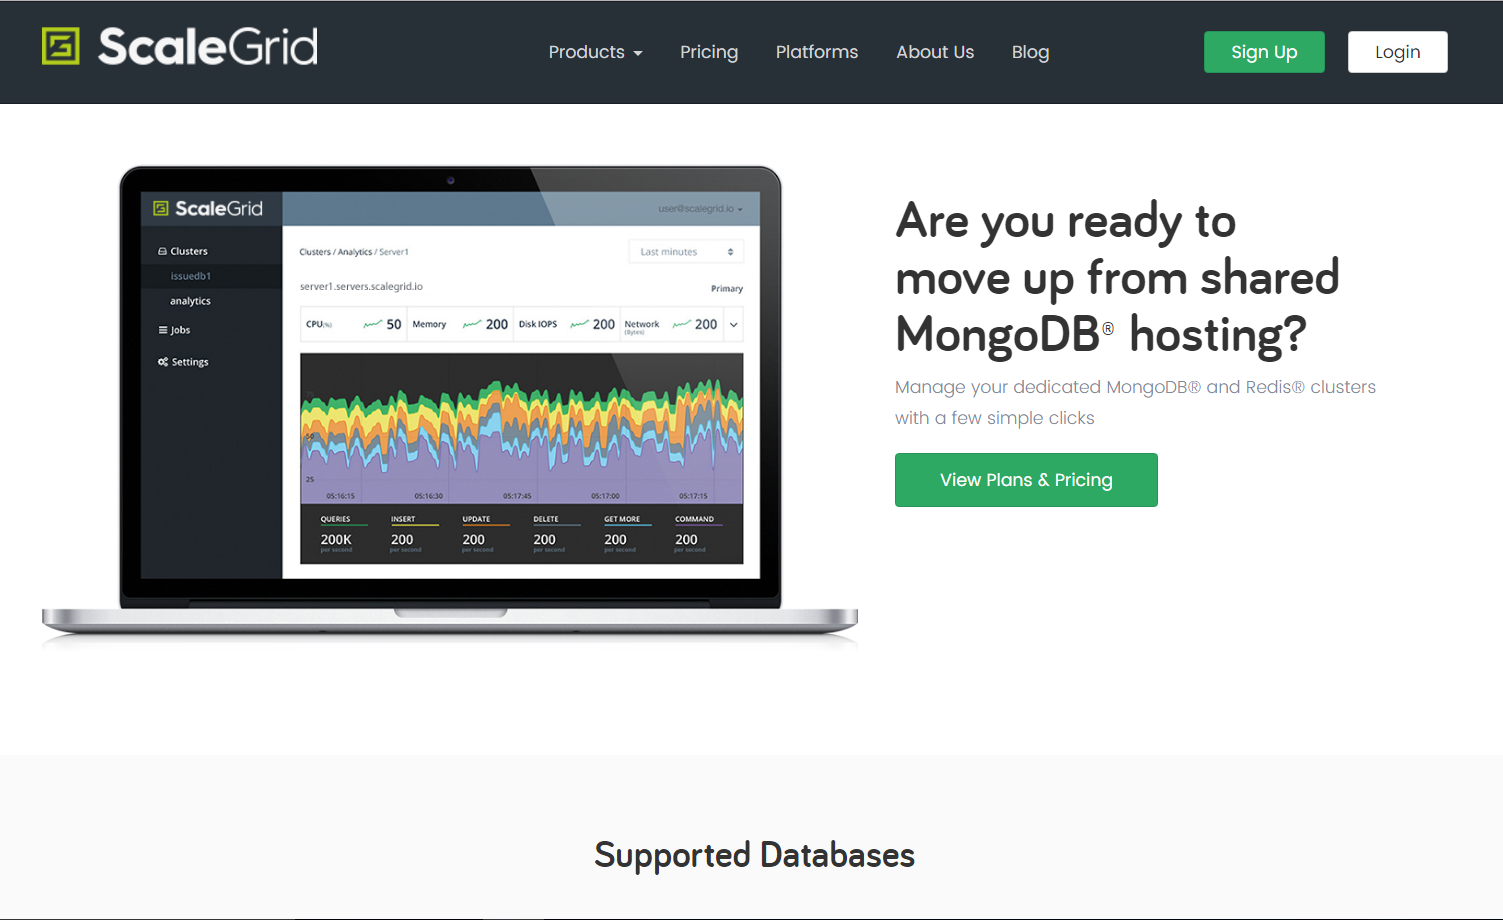 ScaleGrid
Products
Pricing
Platforms
About Us
Blog
Sign Up
Login
ScaleGrid
user@scalegrid.io
Clusters
issuedb1
analytics
Jobs
Settings
Clusters / Analytics / Server1
Last minutes
server1.servers.scalegrid.io
Primary
CPU(%) 50
Memory 200
Disk IOPS 200
Network 200
(Bytes)
50
25
05:16:15 05:16:30 05:17:45 05:17:00 05:17:15
QUERIES INSERT UPDATE DELETE GET MORE COMMAND
200K 200 200 200 200 200
per second per second per second per second per second per second
Are you ready to
move up from shared
MongoDB® hosting?
Manage your dedicated MongoDB® and Redis® clusters
with a few simple clicks
View Plans & Pricing
Supported Databases